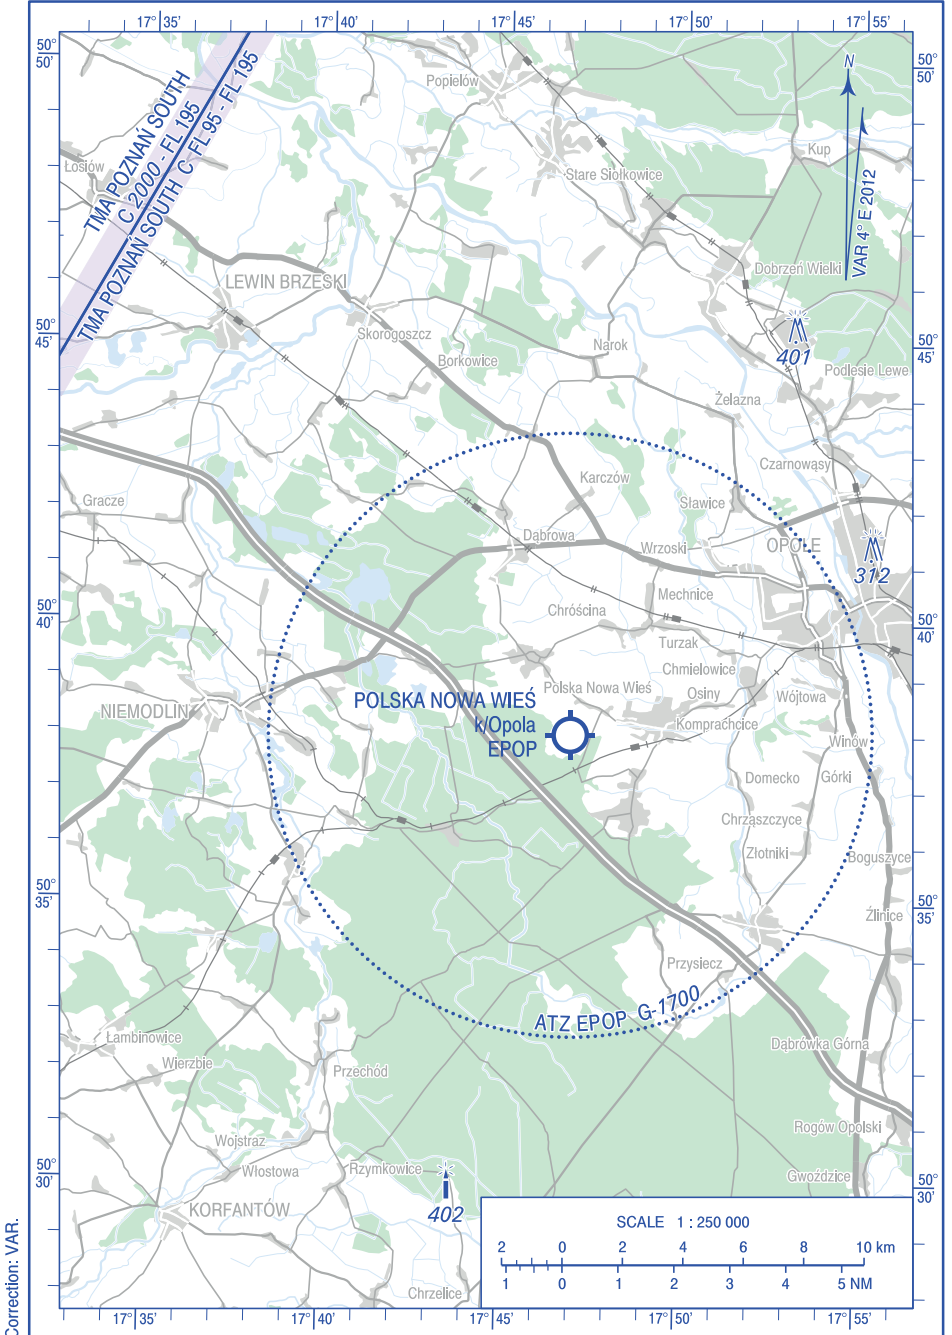 17° 35'
17° 40'
17° 45'
17° 50'
17° 55'
50°
50'
50°
50'
N
VAR 4° E 2012
TMA POZNAŃ SOUTH
C 2000 - FL 195
TMA POZNAŃ SOUTH C FL 95 - FL 195
Popielów
Łosiów
Stare Siołkowice
Kup
Dobrzeń Wielki
LEWIN BRZESKI
Skorogoszcz
Borkowice
Narok
401
50°
45'
50°
45'
Podlesie Lewe
Żelazna
Czarnowąsy
Karczów
Gracze
Sławice
Dąbrowa
Wrzoski
OPOLE
312
Mechnice
Chróścina
50°
40'
50°
40'
Turzak
Chmielowice
Polska Nowa Wieś
Osiny
Wójtowa
POLSKA NOWA WIEŚ
k/Opola
EPOP
NIEMODLIN
Komprachcice
Winów
Domecko
Górki
Chrząszczyce
Złotniki
Boguszyce
50°
35'
50°
35'
Źlinice
Przysiecz
ATZ EPOP G-1700
Łambinowice
Dąbrówka Górna
Wierzbie
Przechód
Rogów Opolski
Wojstraz
Włostowa
Rzymkowice
Gwoździce
50°
30'
50°
30'
KORFANTÓW
402
Chrzelice
SCALE 1 : 250 000
2 0 2 4 6 8 10 km
1 0 1 2 3 4 5 NM
17° 35'
17° 40'
17° 45'
17° 50'
17° 55'
Correction: VAR.